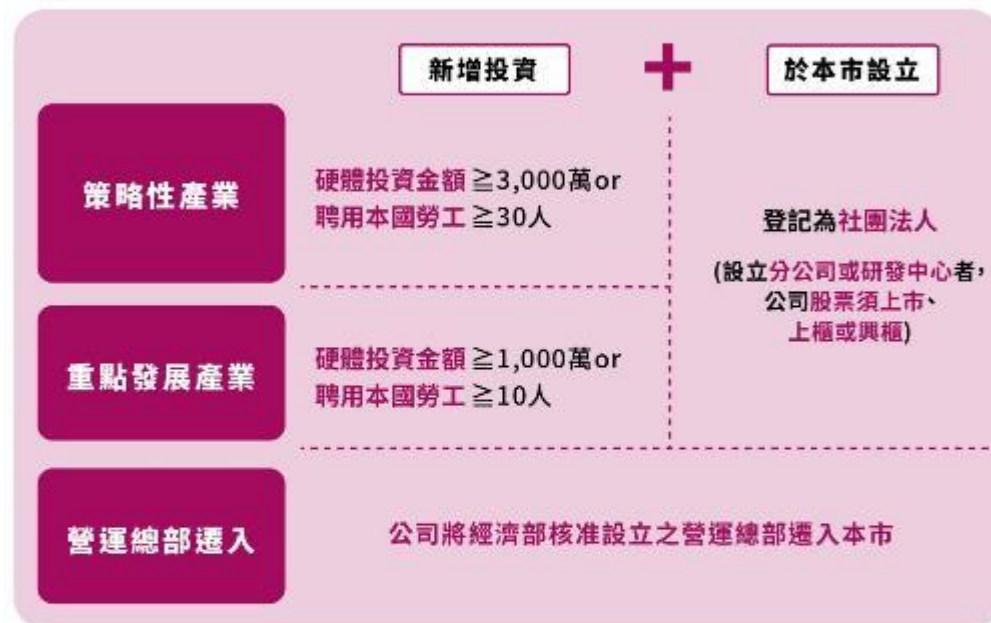 新增投資
+
於本市設立
策略性產業
硬體投資金額≧3,000萬or
聘用本國勞工≧30人
登記為社團法人
(設立分公司或研發中心者,
公司股票須上市、
上櫃或興櫃)
重點發展產業
硬體投資金額≧1,000萬or
聘用本國勞工≧10人
營運總部遷入
公司將經濟部核准設立之營運總部遷入本市